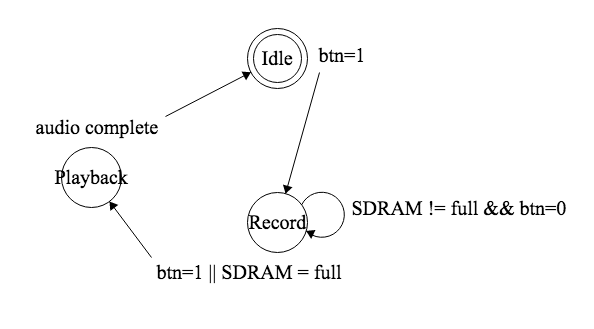 Idle
btn=1
audio complete
Playback
Record
SDRAM != full && btn=0
btn=1 || SDRAM = full